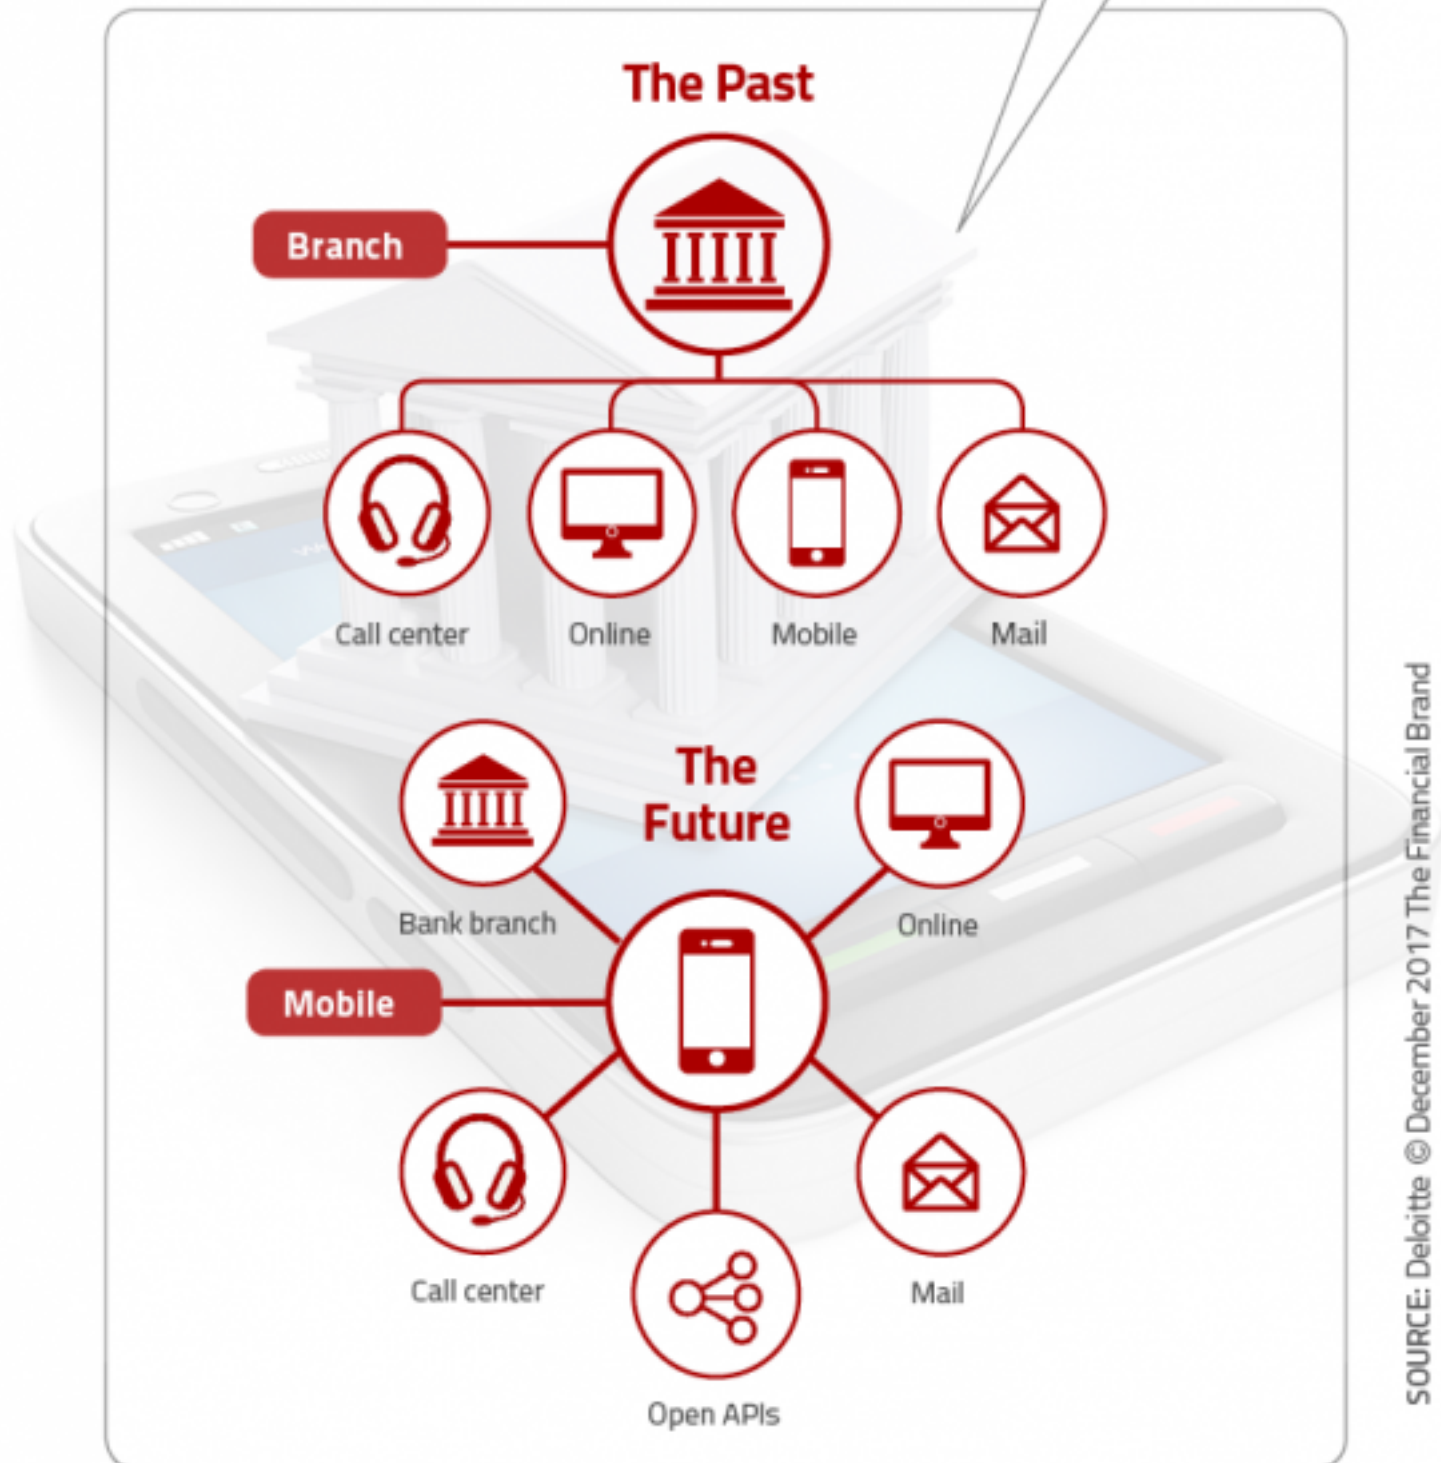 The Past
Branch
Call center
Online
Mobile
Mail
The
Future
Bank branch
Online
Mobile
Call center
Mail
Open APIs
SOURCE: Deloitte © December 2017 The Financial Brand